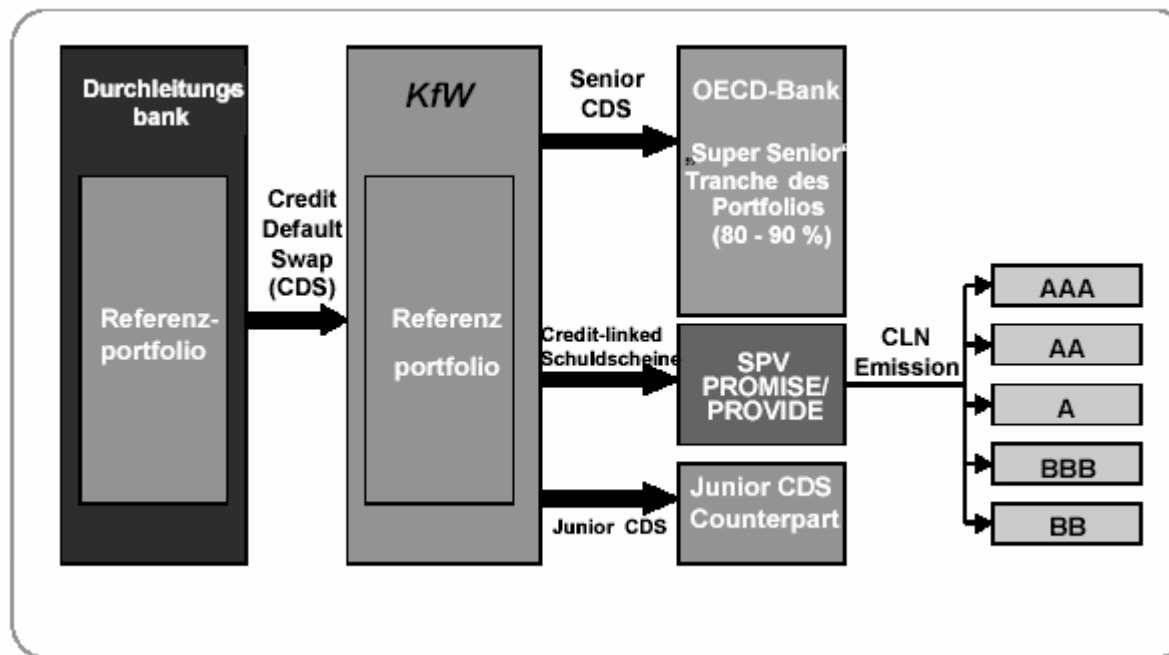 Durchleitungs-
bank
Referenz-
portfolio
Credit
Default
Swap
(CDS)
KfW
Referenz
portfolio
Senior
CDS
Credit-linked
Schuldscheine
Junior CDS
OECD-Bank
„Super Senior“
Tranche des
Portfolios
(80 - 90 %)
SPV
PROMISE/
PROVIDE
Junior CDS
Counterpart
CLN
Emission
AAA
AA
A
BBB
BB